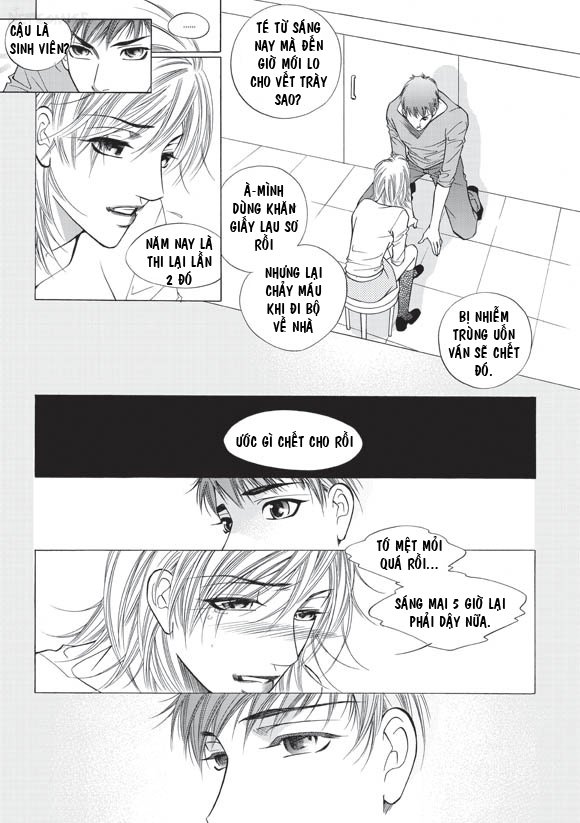 TÉ TỪ SÁNG
NAY MÀ ĐẾN
GIỜ MỚI LO
CHO VẾT TRÀY
SAO?
À-MÌNH
DÙNG KHĂN
GIẤY LAU SƠ
RỒI
NHƯNG LẠI
CHẢY MÁU
KHI ĐI BỘ
VỀ NHÀ
BỊ NHIỄM
TRÙNG UỐN
VÁN SẼ CHẾT
ĐÓ.
......
CẬU LÀ
SINH VIÊN?
NĂM NAY LÀ
THI LẠI LẦN
2 ĐÓ
ƯỚC GÌ CHẾT CHO RỒI
TỚ MỆT MỎI
QUÁ RỒI...
SÁNG MAI 5 GIỜ LẠI
PHẢI DẬY NỮA.